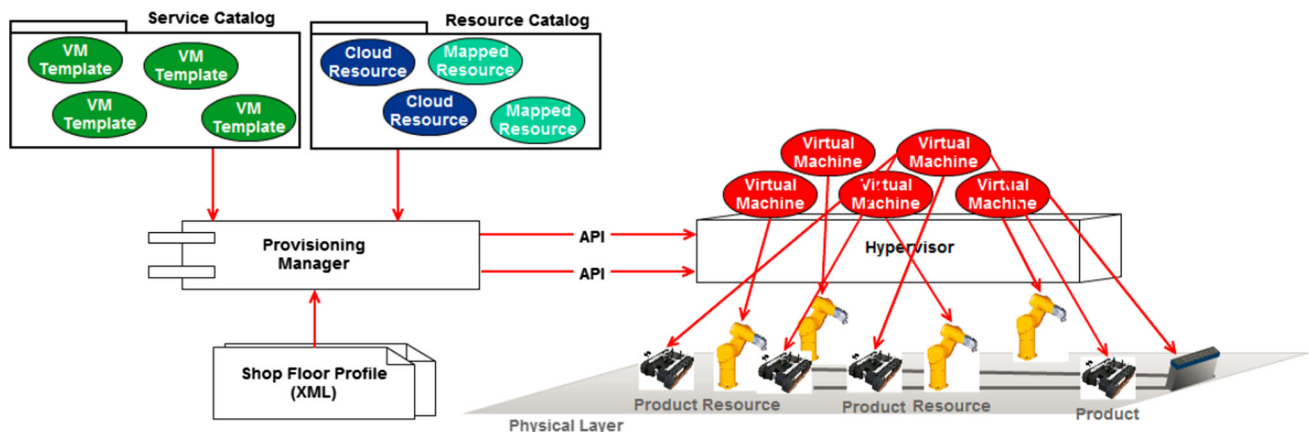 Service Catalog
Resource Catalog
VM
Template
VM
Template
VM
Template
VM
Template
Cloud
Resource
Mapped
Resource
Cloud
Resource
Mapped
Resource
Virtual
Machine
Virtual
Machine
Virtual
Machine
Virtual
Machine
Virtual
Machine
Provisioning
Manager
API
API
Hypervisor
Shop Floor Profile
(XML)
Product
Resource
Product
Resource
Product
Physical Layer